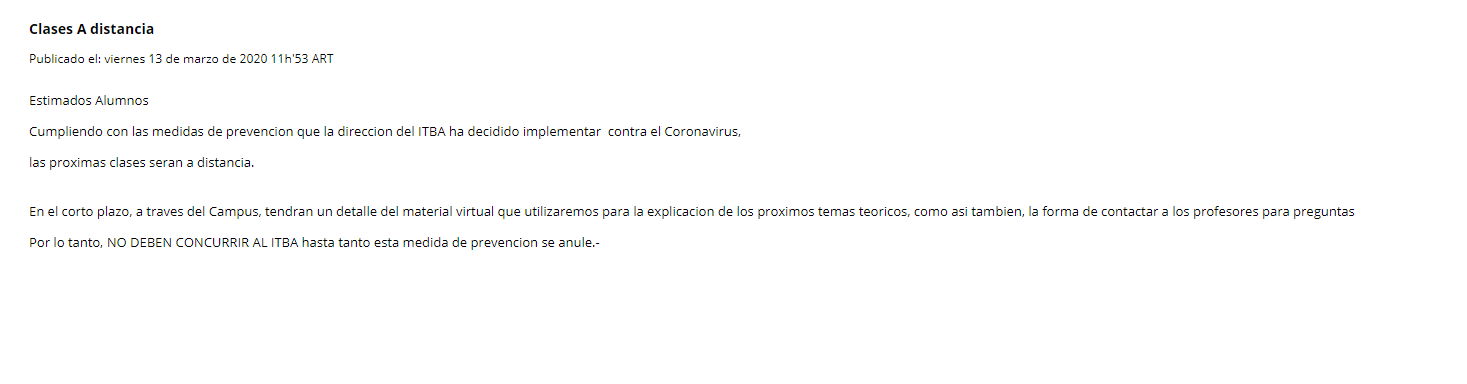 Clases A distancia
Publicado el: viernes 13 de marzo de 2020 11h'53 ART
Estimados Alumnos
Cumpliendo con las medidas de prevencion que la direccion del ITBA ha decidido implementar  contra el Coronavirus,
las proximas clases seran a distancia.
En el corto plazo, a traves del Campus, tendran un detalle del material virtual que utilizaremos para la explicacion de los proximos temas teoricos, como asi tambien, la forma de contactar a los profesores para preguntas
Por lo tanto, NO DEBEN CONCURRIR AL ITBA hasta tanto esta medida de prevencion se anule.-